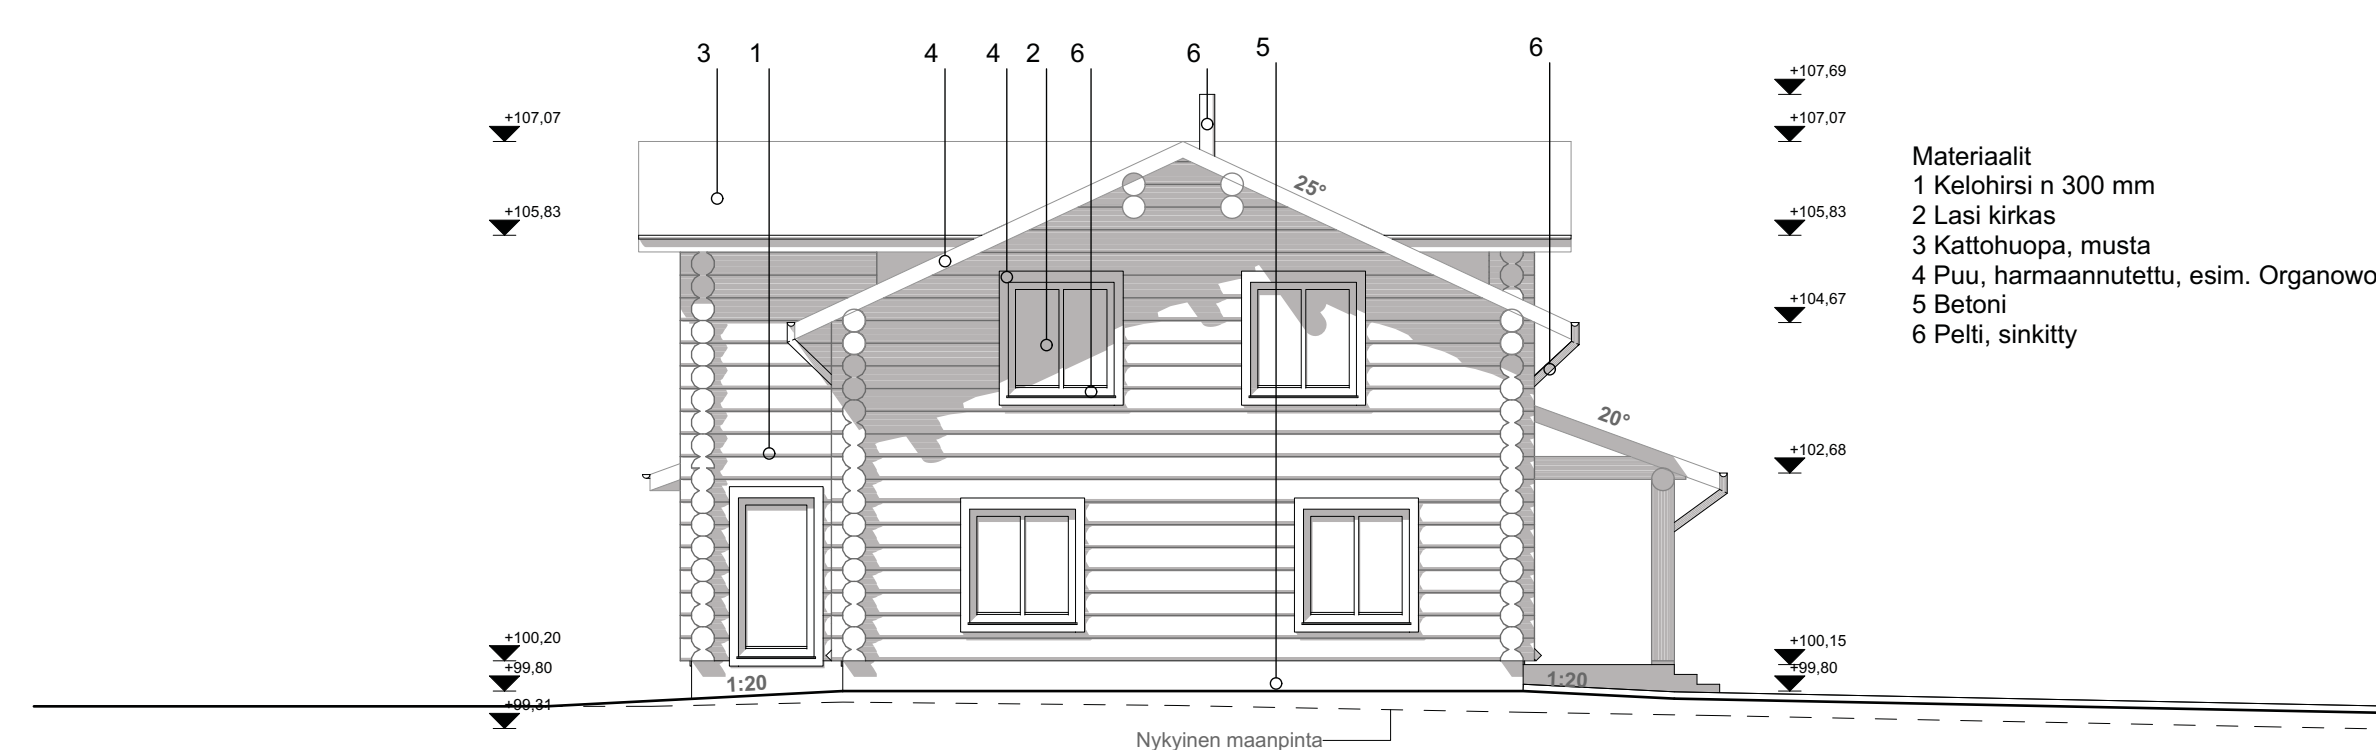 3 1 4 4 2 6 6 5 6
+107,69
+107,07
+107,07
+105,83
+105,83
+104,67
+102,68
+100,20
+100,15
+99,80
+99,80
+99,31
25°
20°
1:20
1:20
Nykyinen maanpinta
Materiaalit
1 Kelohirsi n 300 mm
2 Lasi kirkas
3 Kattohuopa, musta
4 Puu, harmaannutettu, esim. Organowo
5 Betoni
6 Pelti, sinkitty